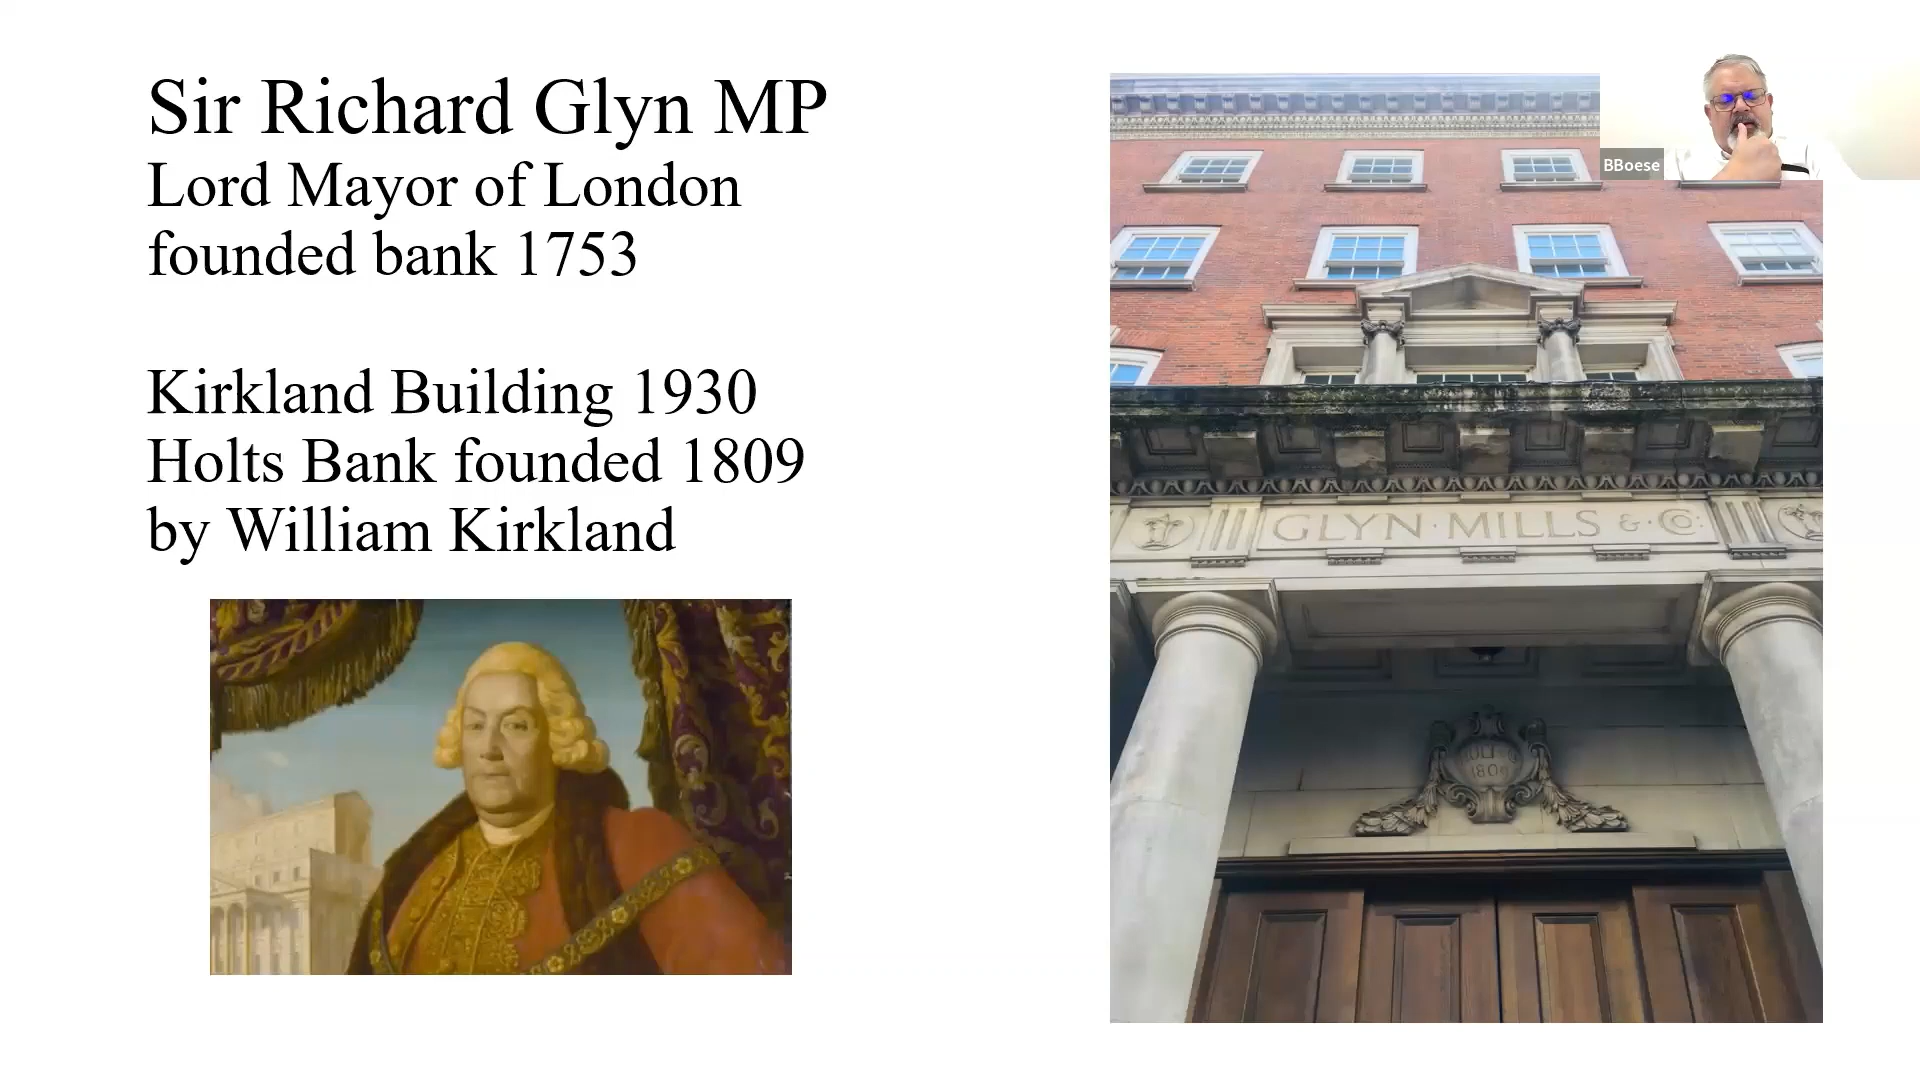 Sir Richard Glyn MP
Lord Mayor of London
founded bank 1753
Kirkland Building 1930
Holts Bank founded 1809
by William Kirkland
BBoese
GLYN·MILLS & Co: